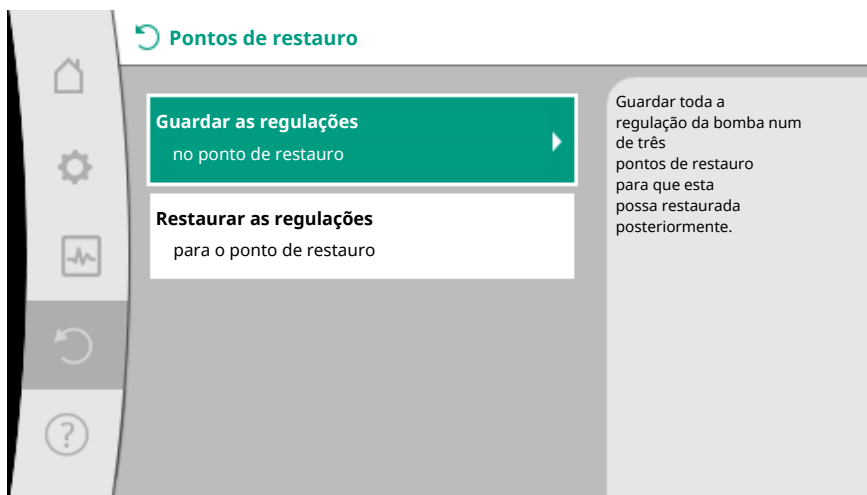 Pontos de restauro
Guardar as regulações
no ponto de restauro
Restaurar as regulações
para o ponto de restauro
Guardar toda a
regulação da bomba num
de três
pontos de restauro
para que esta
possa restaurada
posteriormente.
?